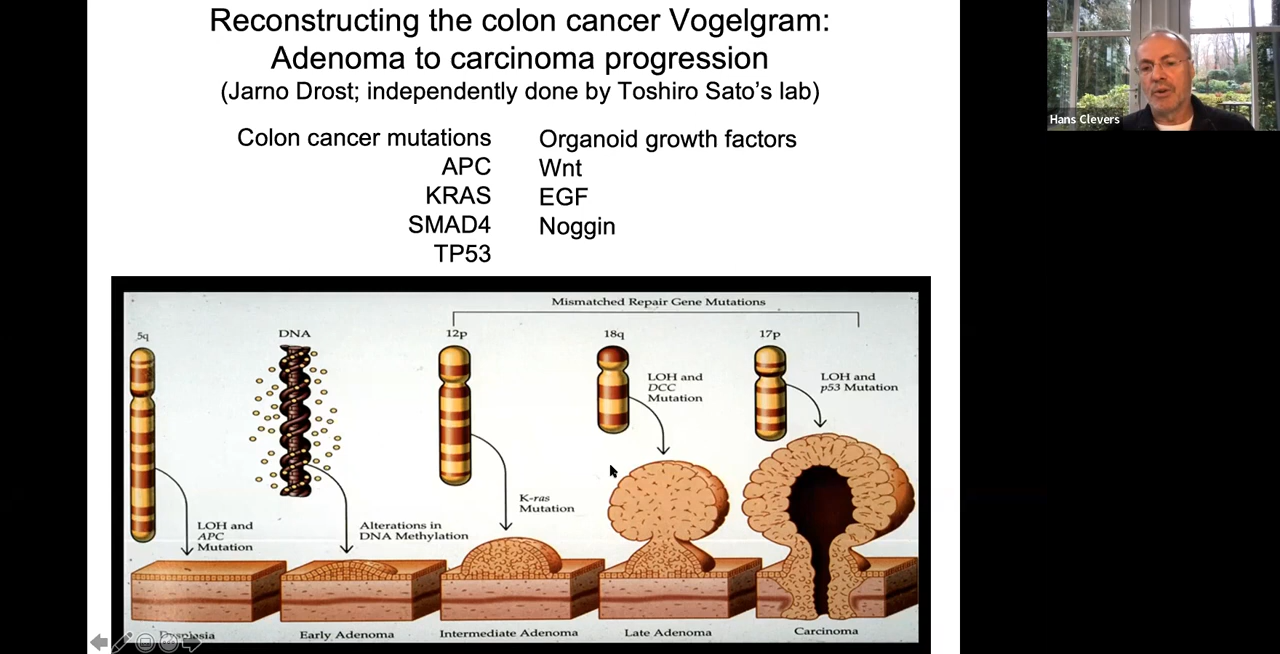 Reconstructing the colon cancer Vogelgram:
Adenoma to carcinoma progression
(Jarno Drost; independently done by Toshiro Sato's lab)
Hans Clevers
Colon cancer mutations
APC
KRAS
SMAD4
TP53
Organoid growth factors
Wnt
EGF
Noggin
Mismatched Repair Gene Mutations
5q
DNA
12p
18q
17p
LOH and
APC
Mutation
Alterations in
DNA Methylation
K-ras
Mutation
LOH and
DCC
Mutation
LOH and
p53 Mutation
Early Adenoma
Intermediate Adenoma
Late Adenoma
Carcinoma